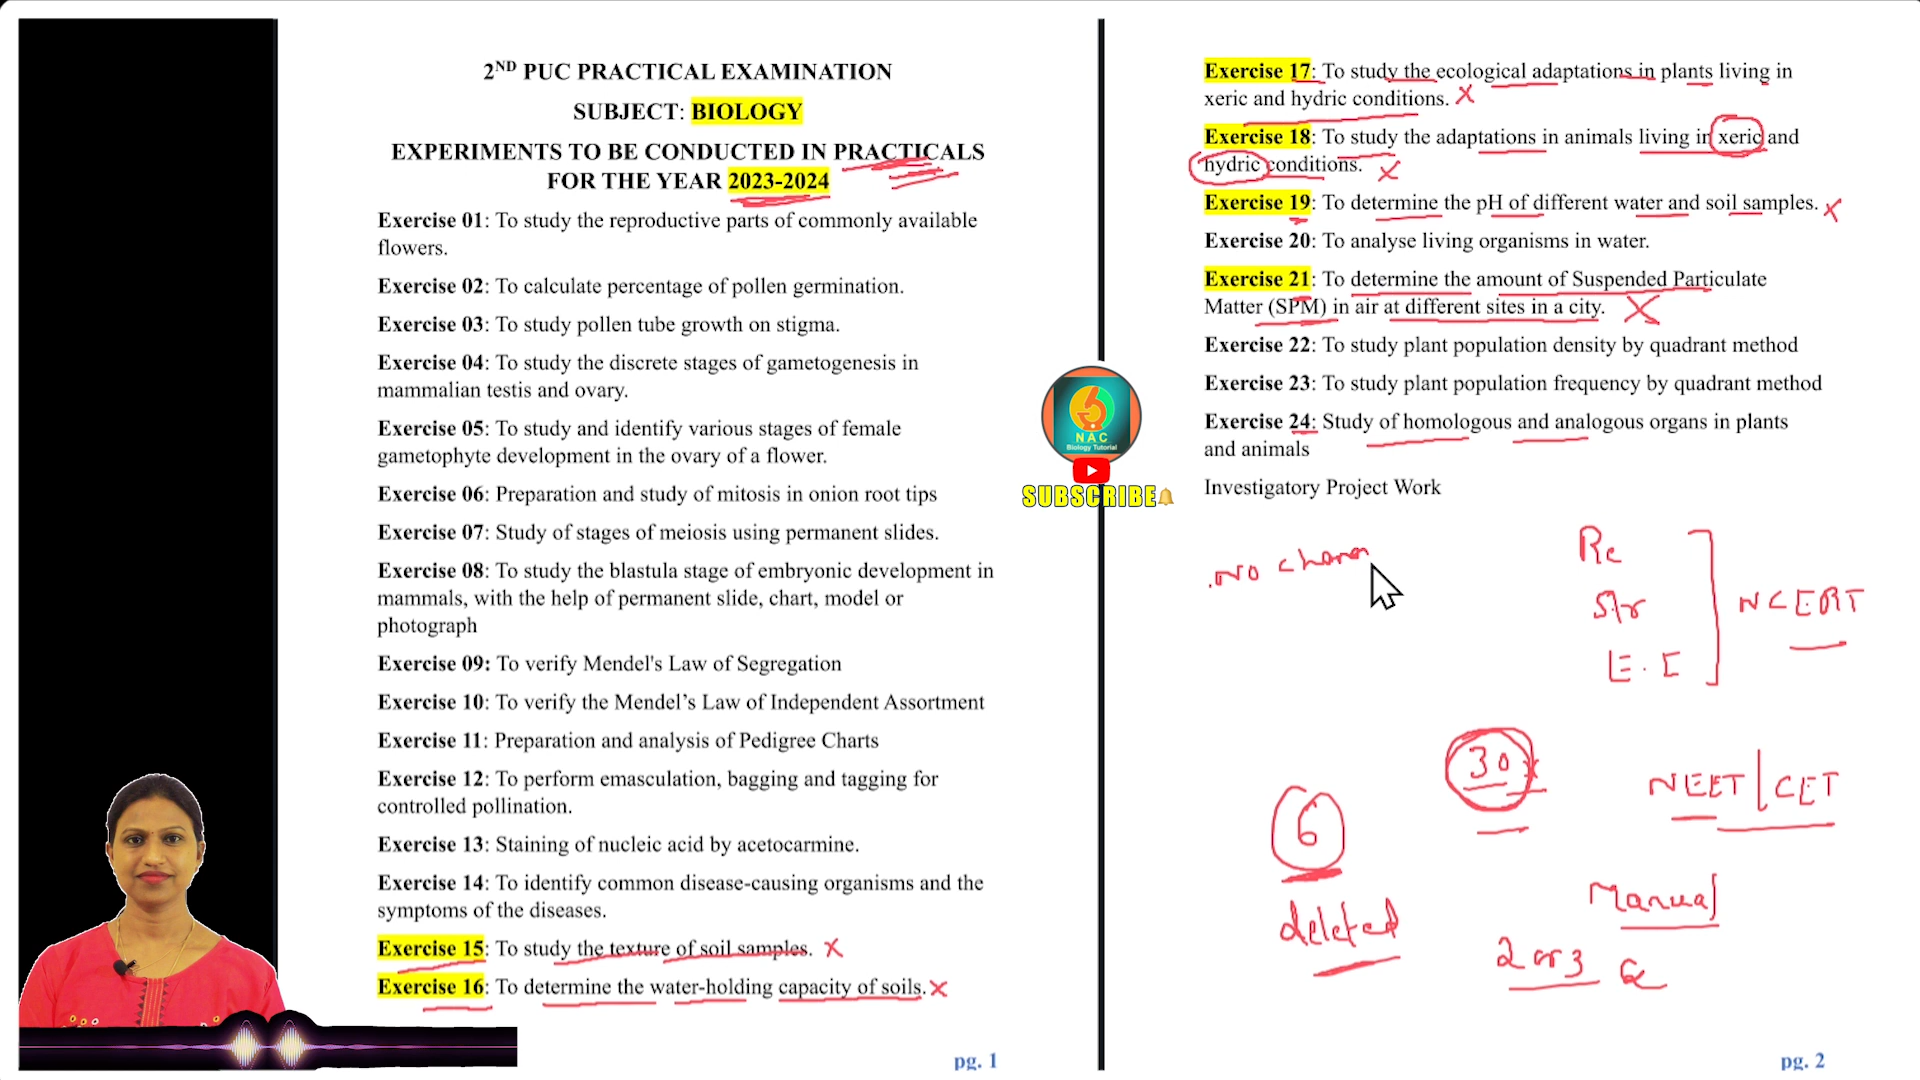 2ND PUC PRACTICAL EXAMINATION
SUBJECT: BIOLOGY
EXPERIMENTS TO BE CONDUCTED IN PRACTICALS
FOR THE YEAR 2023-2024
Exercise 01: To study the reproductive parts of commonly available
flowers.
Exercise 02: To calculate percentage of pollen germination.
Exercise 03: To study pollen tube growth on stigma.
Exercise 04: To study the discrete stages of gametogenesis in
mammalian testis and ovary.
Exercise 05: To study and identify various stages of female
gametophyte development in the ovary of a flower.
Exercise 06: Preparation and study of mitosis in onion root tips
Exercise 07: Study of stages of meiosis using permanent slides.
Exercise 08: To study the blastula stage of embryonic development in
mammals, with the help of permanent slide, chart, model or
photograph
Exercise 09: To verify Mendel's Law of Segregation
Exercise 10: To verify the Mendel’s Law of Independent Assortment
Exercise 11: Preparation and analysis of Pedigree Charts
Exercise 12: To perform emasculation, bagging and tagging for
controlled pollination.
Exercise 13: Staining of nucleic acid by acetocarmine.
Exercise 14: To identify common disease-causing organisms and the
symptoms of the diseases.
Exercise 15: To study the texture of soil samples. X
Exercise 16: To determine the water-holding capacity of soils. X
pg. 1
NAC
Biology Tutorial
SUBSCRIBE
Exercise 17: To study the ecological adaptations in plants living in
xeric and hydric conditions. X
Exercise 18: To study the adaptations in animals living in xeric and
hydric conditions. X
Exercise 19: To determine the pH of different water and soil samples. X
Exercise 20: To analyse living organisms in water.
Exercise 21: To determine the amount of Suspended Particulate
Matter (SPM) in air at different sites in a city. X
Exercise 22: To study plant population density by quadrant method
Exercise 23: To study plant population frequency by quadrant method
Exercise 24: Study of homologous and analogous organs in plants
and animals
Investigatory Project Work
No
Re
E. I
NCERT
30
NEET | CET
6
deleted
Manual
2 or 3 Q
pg. 2